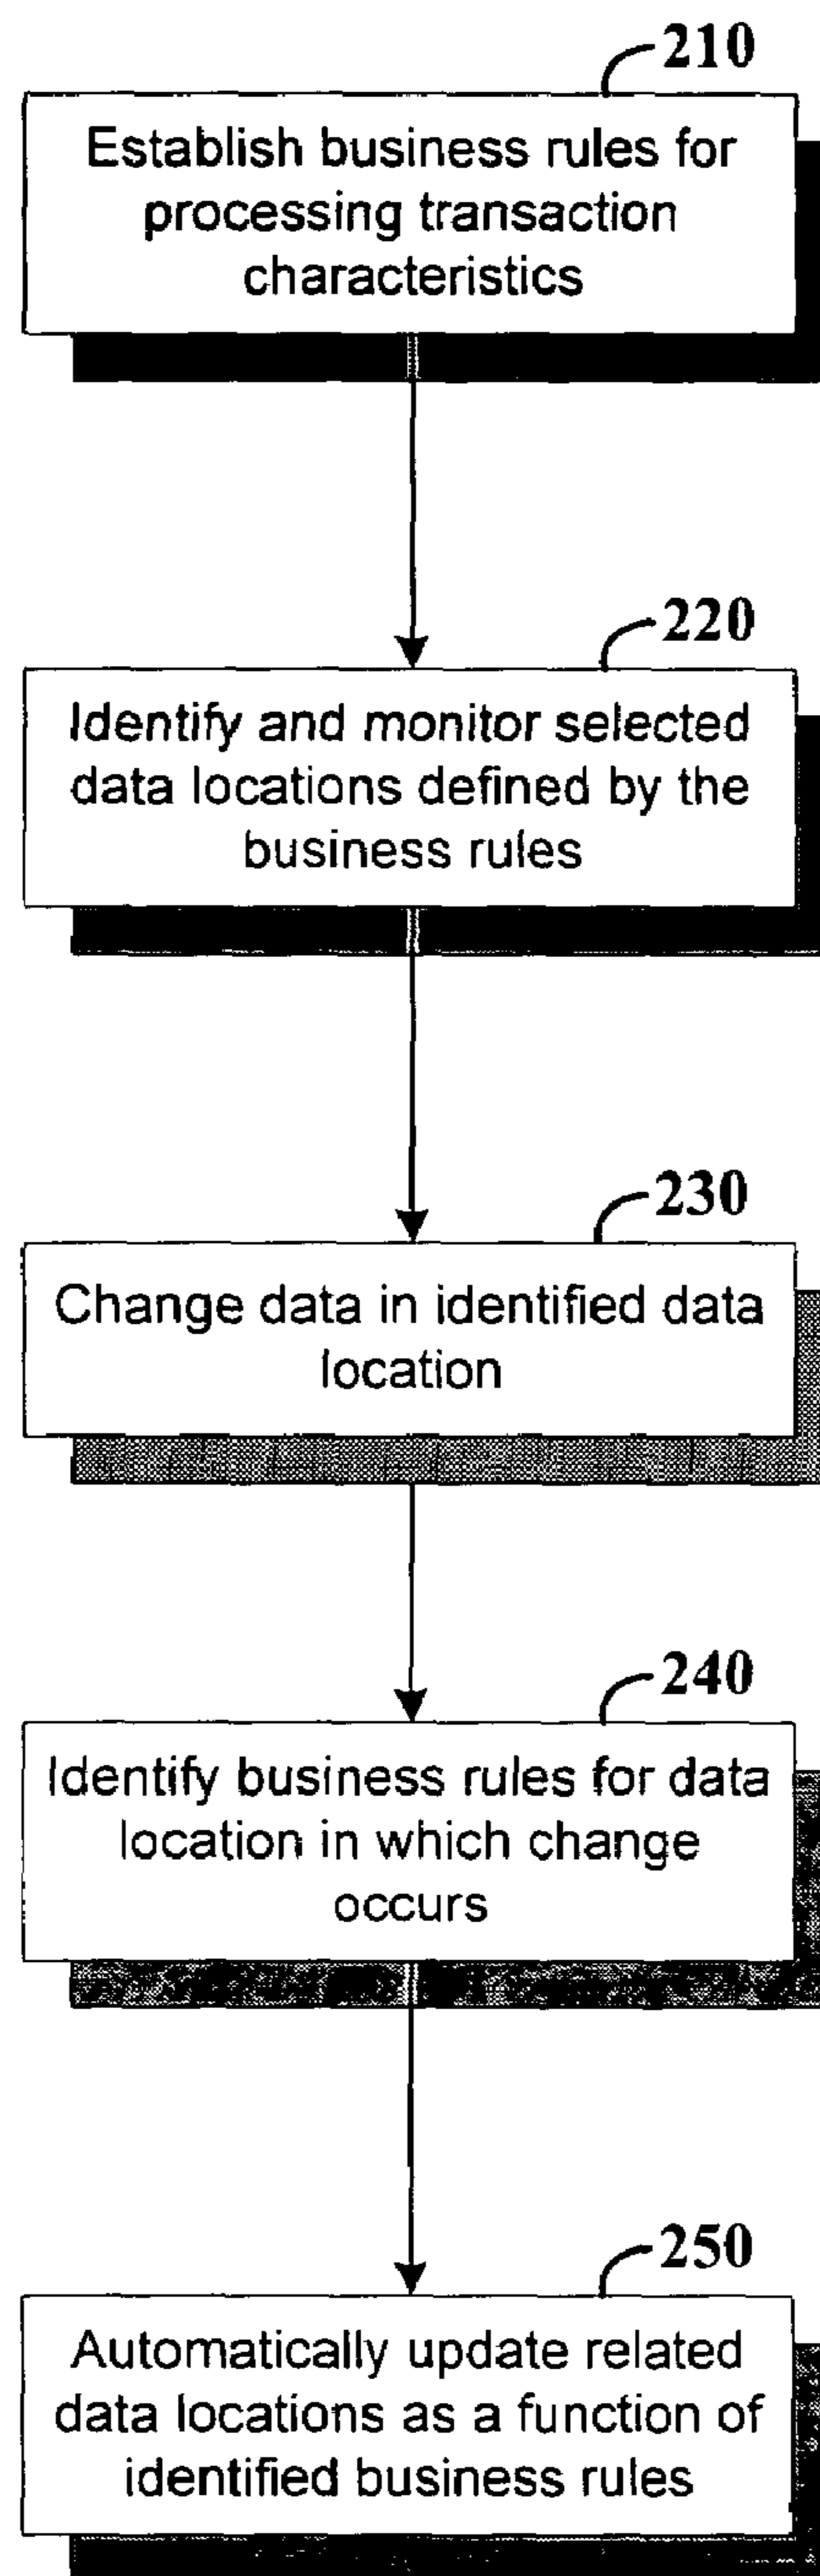 210
Establish business rules for
processing transaction
characteristics
220
Identify and monitor selected
data locations defined by the
business rules
230
Change data in identified data
location
240
Identify business rules for data
location in which change
occurs
250
Automatically update related
data locations as a function of
identified business rules